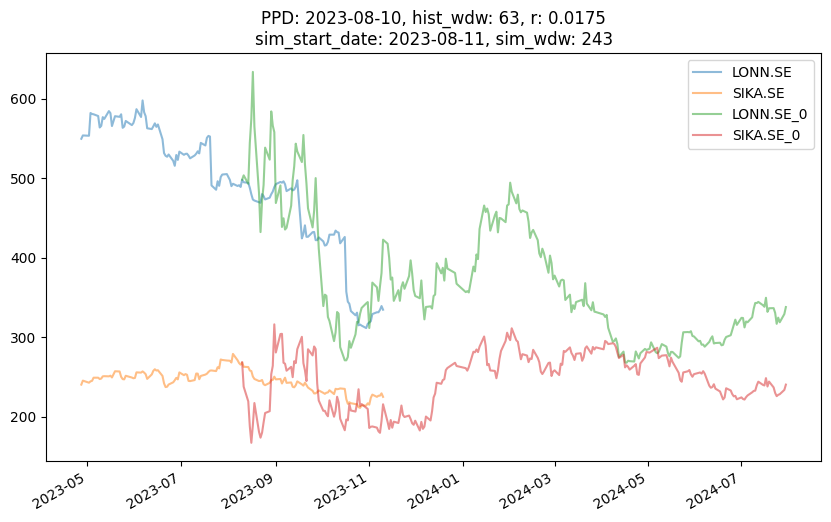 PPD: 2023-08-10, hist_wdw: 63, r: 0.0175
sim_start_date: 2023-08-11, sim_wdw: 243
LONN.SE
SIKA.SE
LONN.SE_0
SIKA.SE_0
600
500
400
300
200
2023-05
2023-07
2023-09
2023-11
2024-01
2024-03
2024-05
2024-07